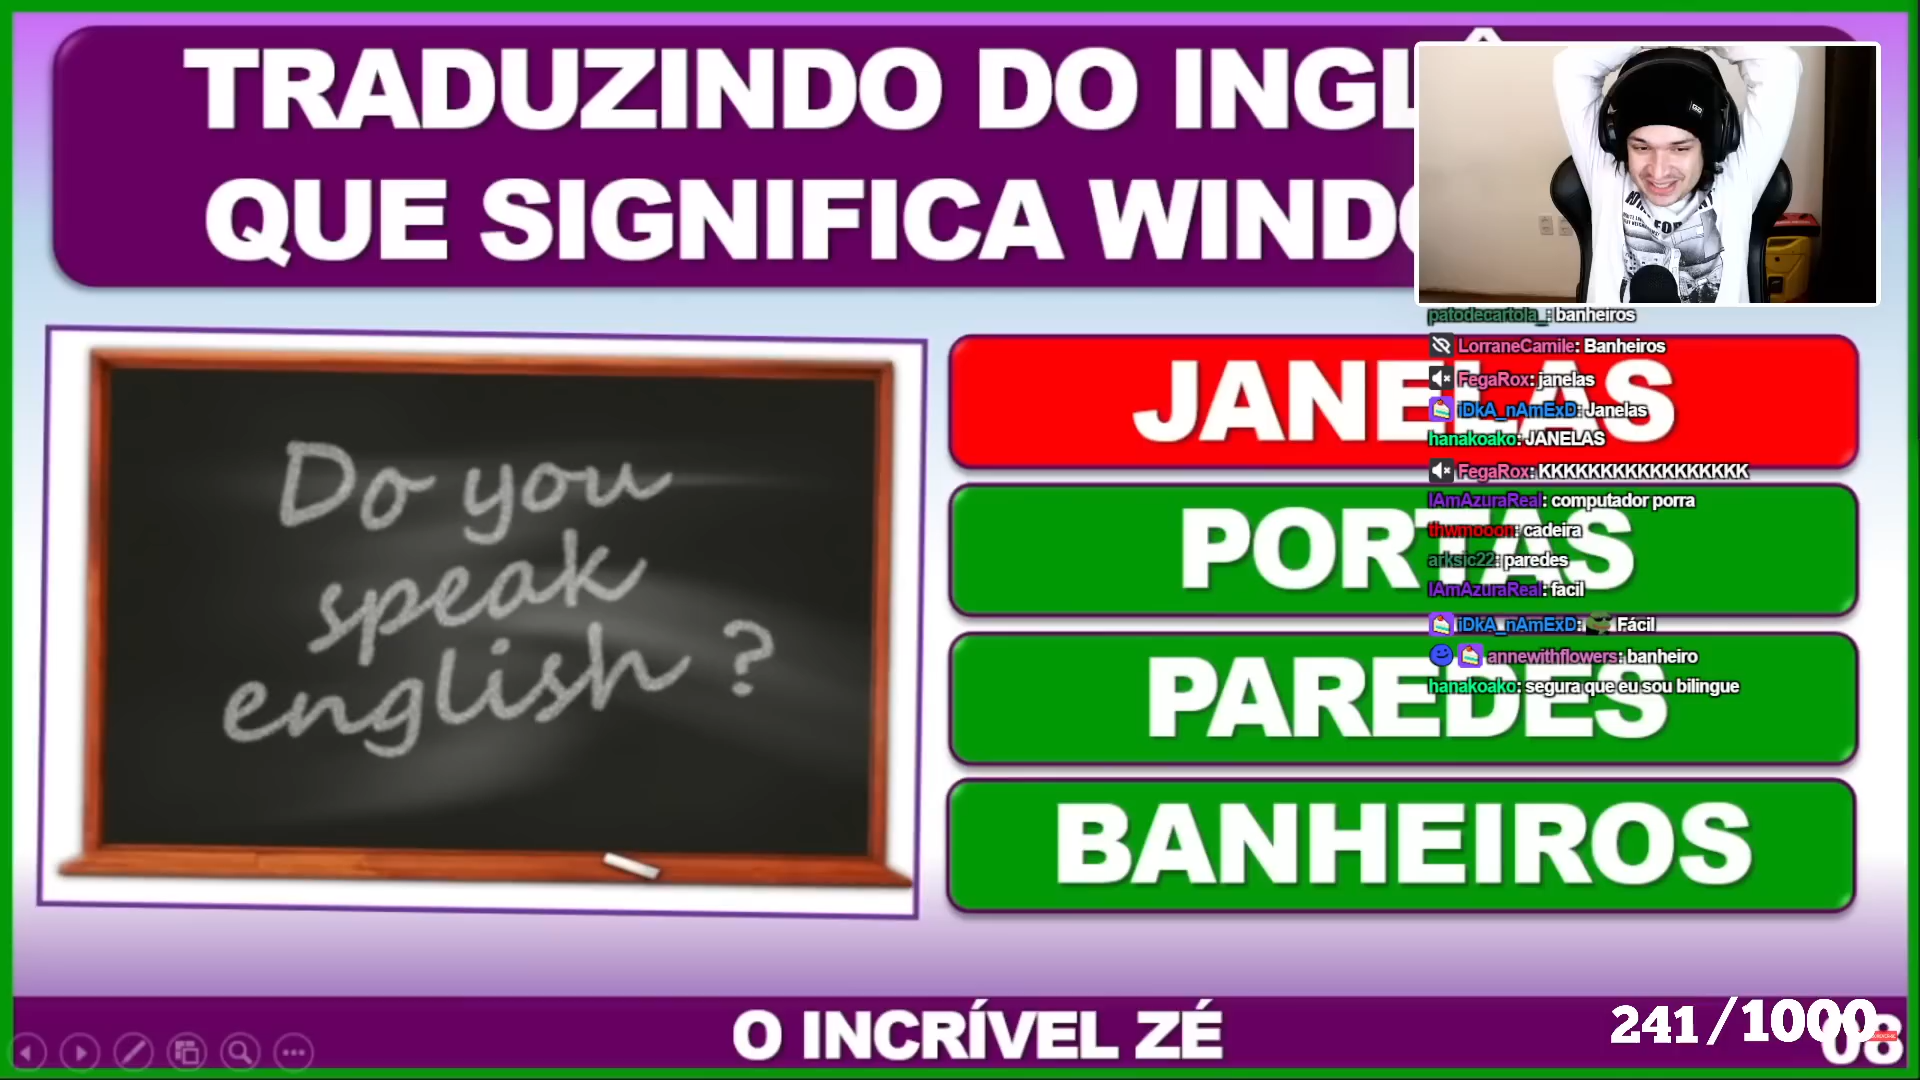 TRADUZINDO DO INGL
QUE SIGNIFICA WINDO
Do you
speak
english ?
JANELAS
PORTAS
PAREDES
BANHEIROS
patodecartola_: banheiros
LorraneCamile: Banheiros
FegaRox: janelas
iDkA_nAmExD: Janelas
hanakoako: JANELAS
FegaRox: KKKKKKKKKKKKKKKKK
IAmAzuraReal: computador porra
thwmooon: cadeira
arksic22: paredes
IAmAzuraReal: facil
iDkA_nAmExD: Fácil
annewithflowers: banheiro
hanakoako: segura que eu sou bilingue
O INCRÍVEL ZÉ
241/1000
08